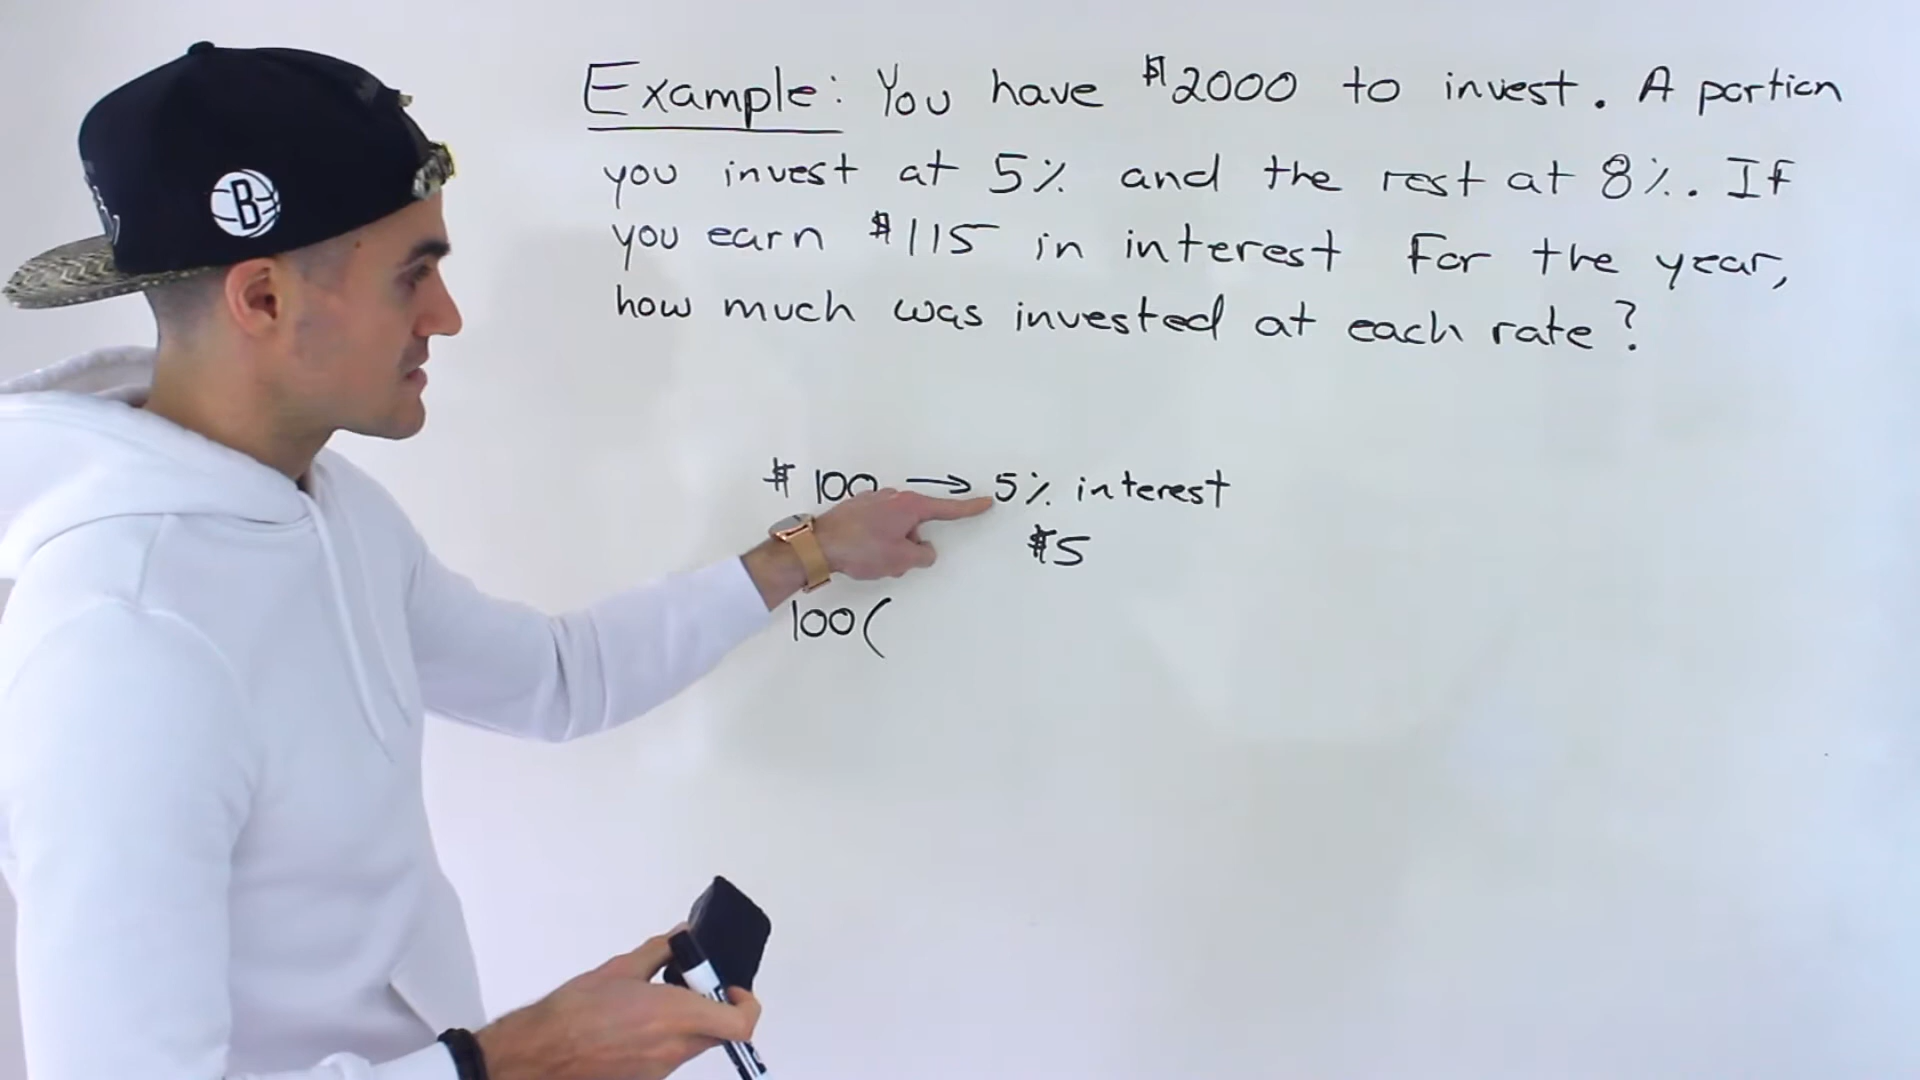 Example: You have $2000 to invest. A portion
you invest at 5% and the rest at 8%. If
you earn $115 in interest for the year,
how much was invested at each rate?
$100 → 5% interest
$5
100(
B